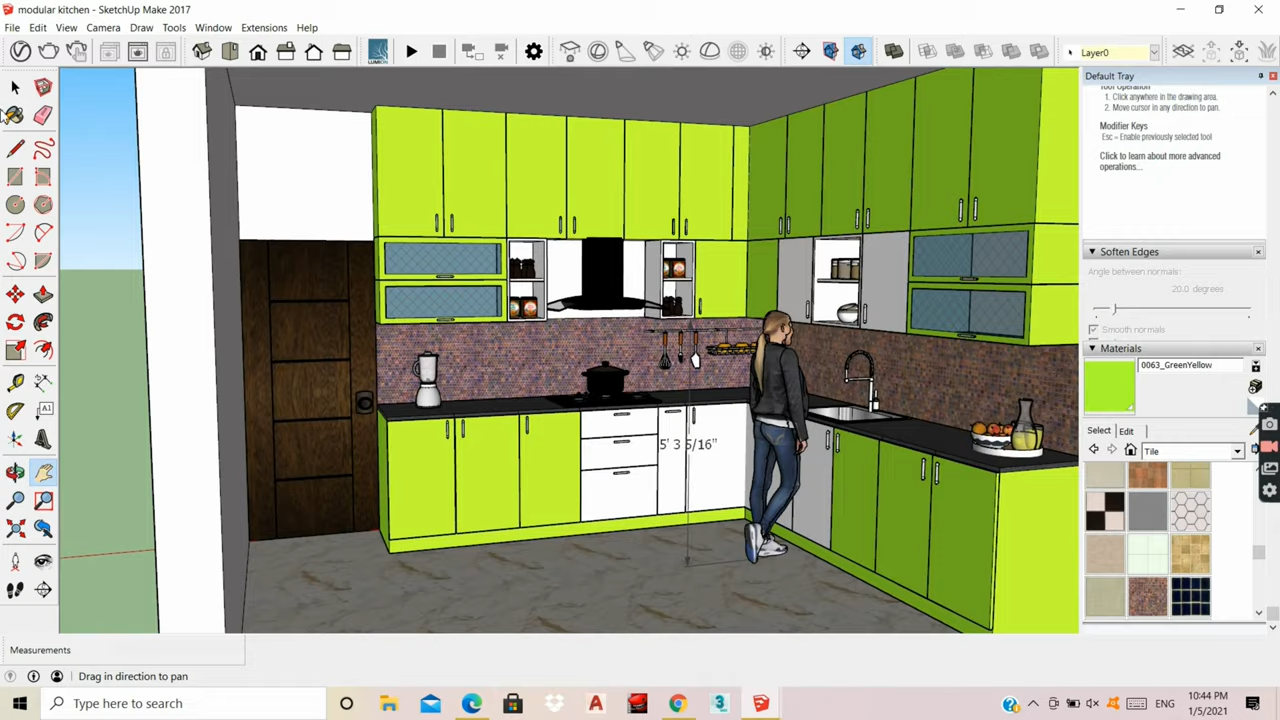 modular kitchen - SketchUp Make 2017
File Edit View Camera Draw Tools Window Extensions Help
LUMION
Layer0
Default Tray
Tool Operation
1. Click anywhere in the drawing area.
2. Move cursor in any direction to pan.
Modifier Keys
Esc = Enable previously selected tool
Click to learn about more advanced
operations...
Soften Edges
Angle between normals:
20.0 degrees
Smooth normals
Materials
0063_GreenYellow
Select Edit
Tile
A1
5' 3 5/16"
Measurements
Drag in direction to pan
Type here to search
ENG
10:44 PM
1/5/2021